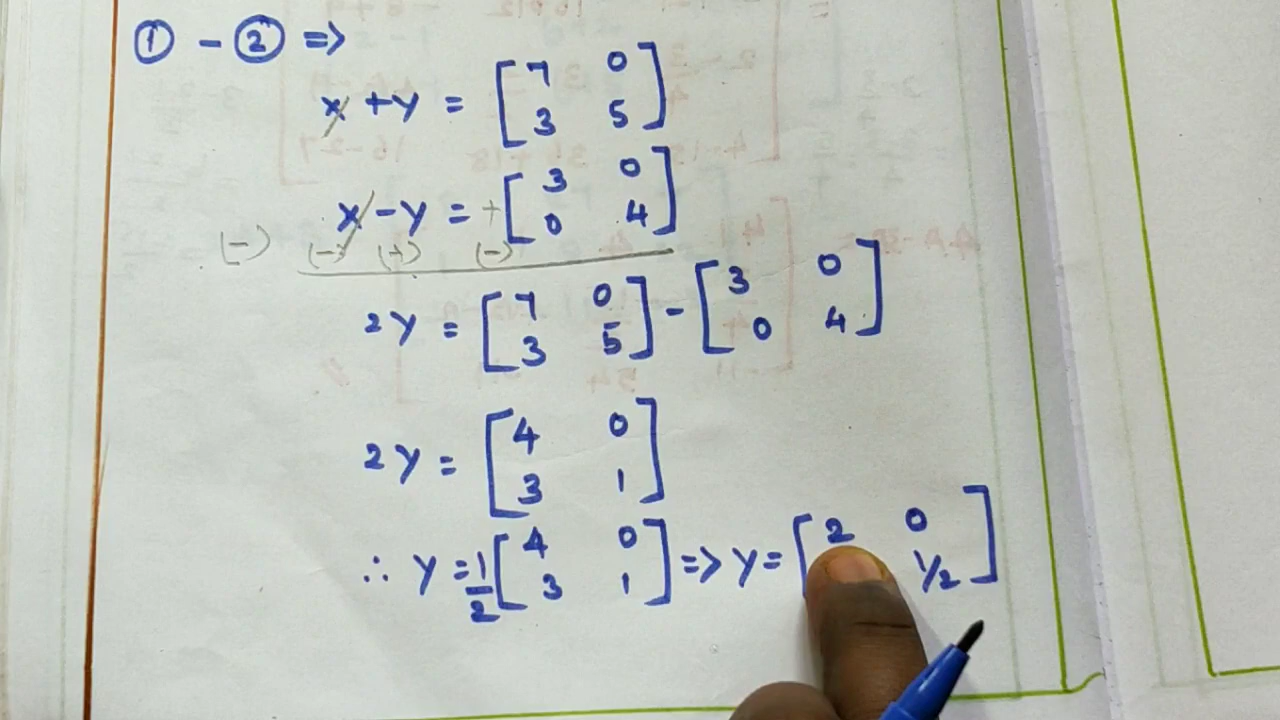 ① - ② =>
x + y = [ 7 0
3 5 ]
x - y = + [ 3 0
0 4 ]
(-) (-) (+) (-)
2y = [ 7 0
3 5 ] - [ 3 0
0 4 ]
2y = [ 4 0
3 1 ]
∴ y = 1/2 [ 4 0
3 1 ] => y = [ 2 0
1/2 ]